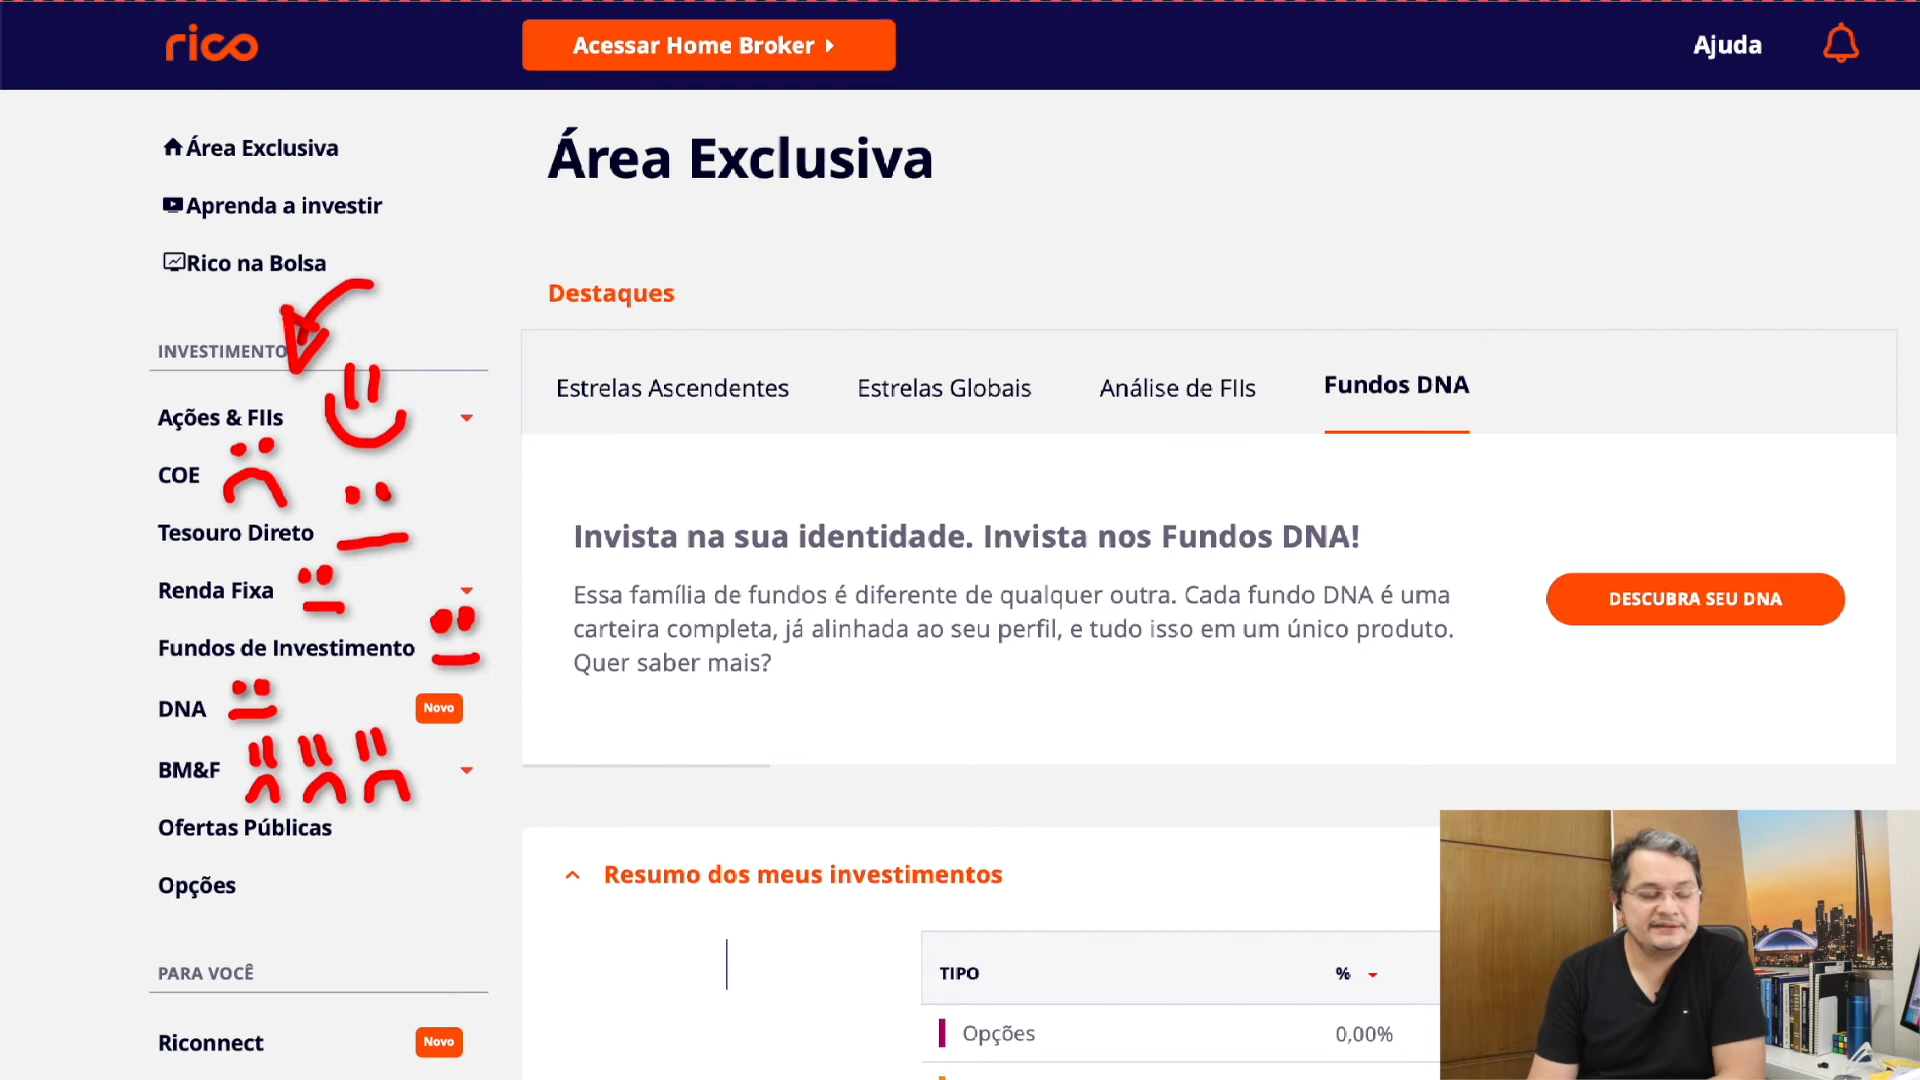 rico
Acessar Home Broker
Ajuda
Área Exclusiva
Aprenda a investir
Rico na Bolsa
INVESTIMENTO
Ações & FIIs
COE
Tesouro Direto
Renda Fixa
Fundos de Investimento
DNA
Novo
BM&F
Ofertas Públicas
Opções
PARA VOCÊ
Riconnect
Novo
Área Exclusiva
Destaques
Estrelas Ascendentes
Estrelas Globais
Análise de FIIs
Fundos DNA
Invista na sua identidade. Invista nos Fundos DNA!
Essa família de fundos é diferente de qualquer outra. Cada fundo DNA é uma
carteira completa, já alinhada ao seu perfil, e tudo isso em um único produto.
Quer saber mais?
DESCUBRA SEU DNA
Resumo dos meus investimentos
TIPO
%
Opções
0,00%